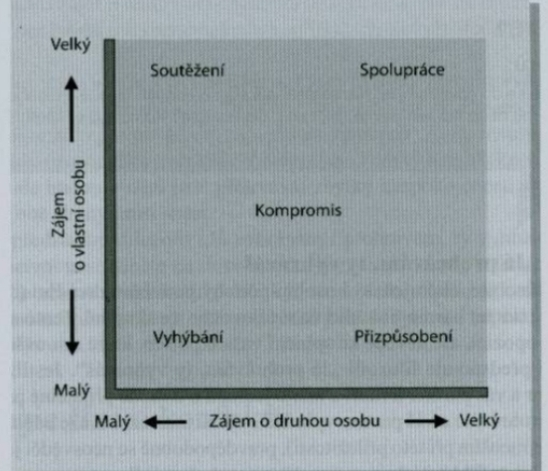 Velký
Soutěžení
Spolupráce
Zájem
o vlastní osobu
Kompromis
Vyhýbání
Přizpůsobení
Malý
Malý
Zájem o druhou osobu
Velký